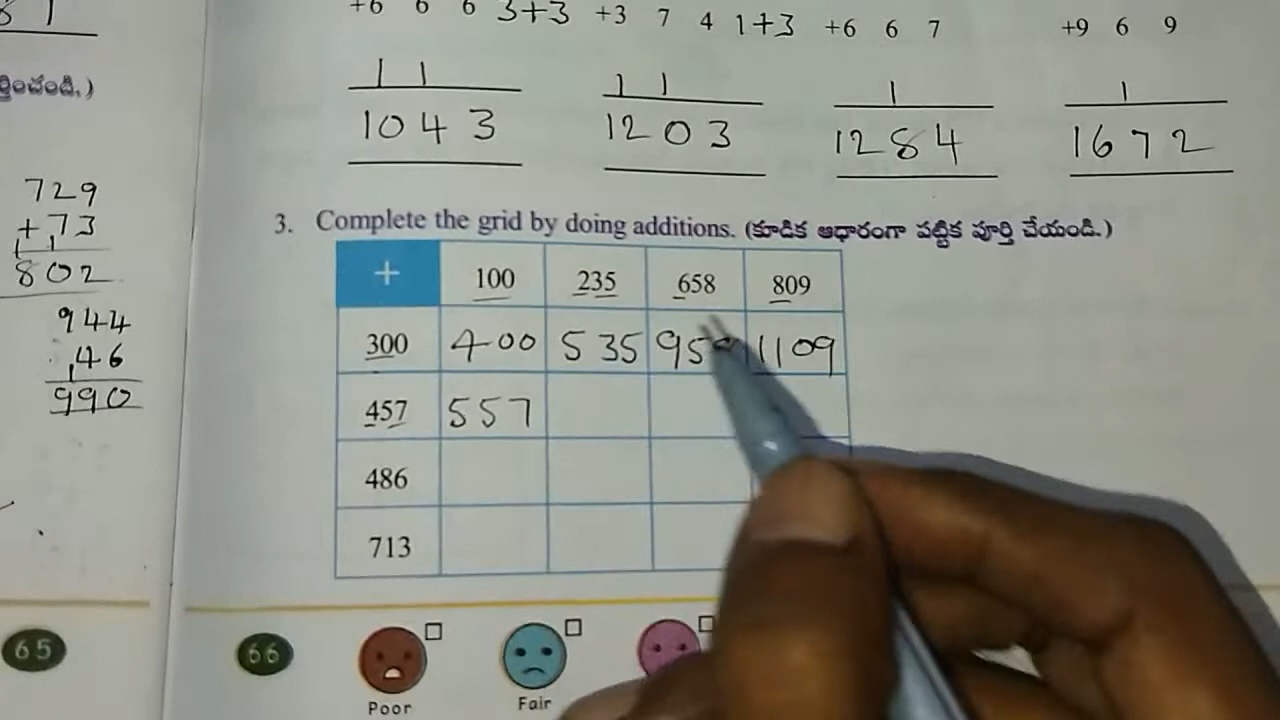 +6 6 6 3+3 +3 7 4 1+3 +6 6 7 +9 6 9
1 1 1 1 1 1
1043 1203 1284 1672
729
+73
1 1
802
944
46
1
990
3. Complete the grid by doing additions. (కూడిక ఆధారంగా పట్టిక పూర్తి చేయండి.)
+ 100 235 658 809
300 400 535 1109
457 557
486
713
65
66
Poor Fair